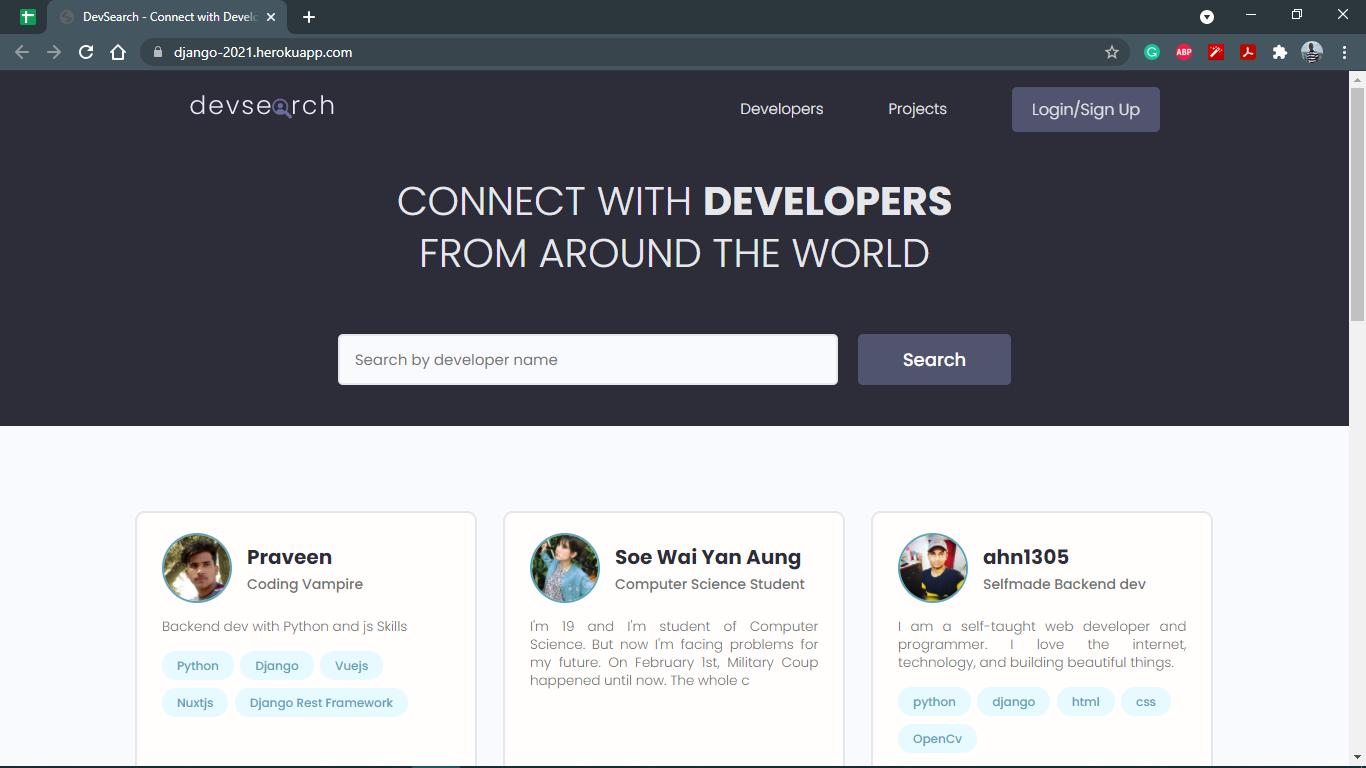 DevSearch - Connect with Develo
django-2021.herokuapp.com
ABP
devsearch
Developers
Projects
Login/Sign Up
CONNECT WITH DEVELOPERS
FROM AROUND THE WORLD
Search by developer name
Search
Praveen
Coding Vampire
Backend dev with Python and js Skills
Python Django Vuejs
Nuxtjs Django Rest Framework
Soe Wai Yan Aung
Computer Science Student
I'm 19 and I'm student of Computer
Science. But now I'm facing problems for
my future. On February 1st, Military Coup
happened until now. The whole c
ahn1305
Selfmade Backend dev
I am a self-taught web developer and
programmer. I love the internet,
technology, and building beautiful things.
python django html css
OpenCv